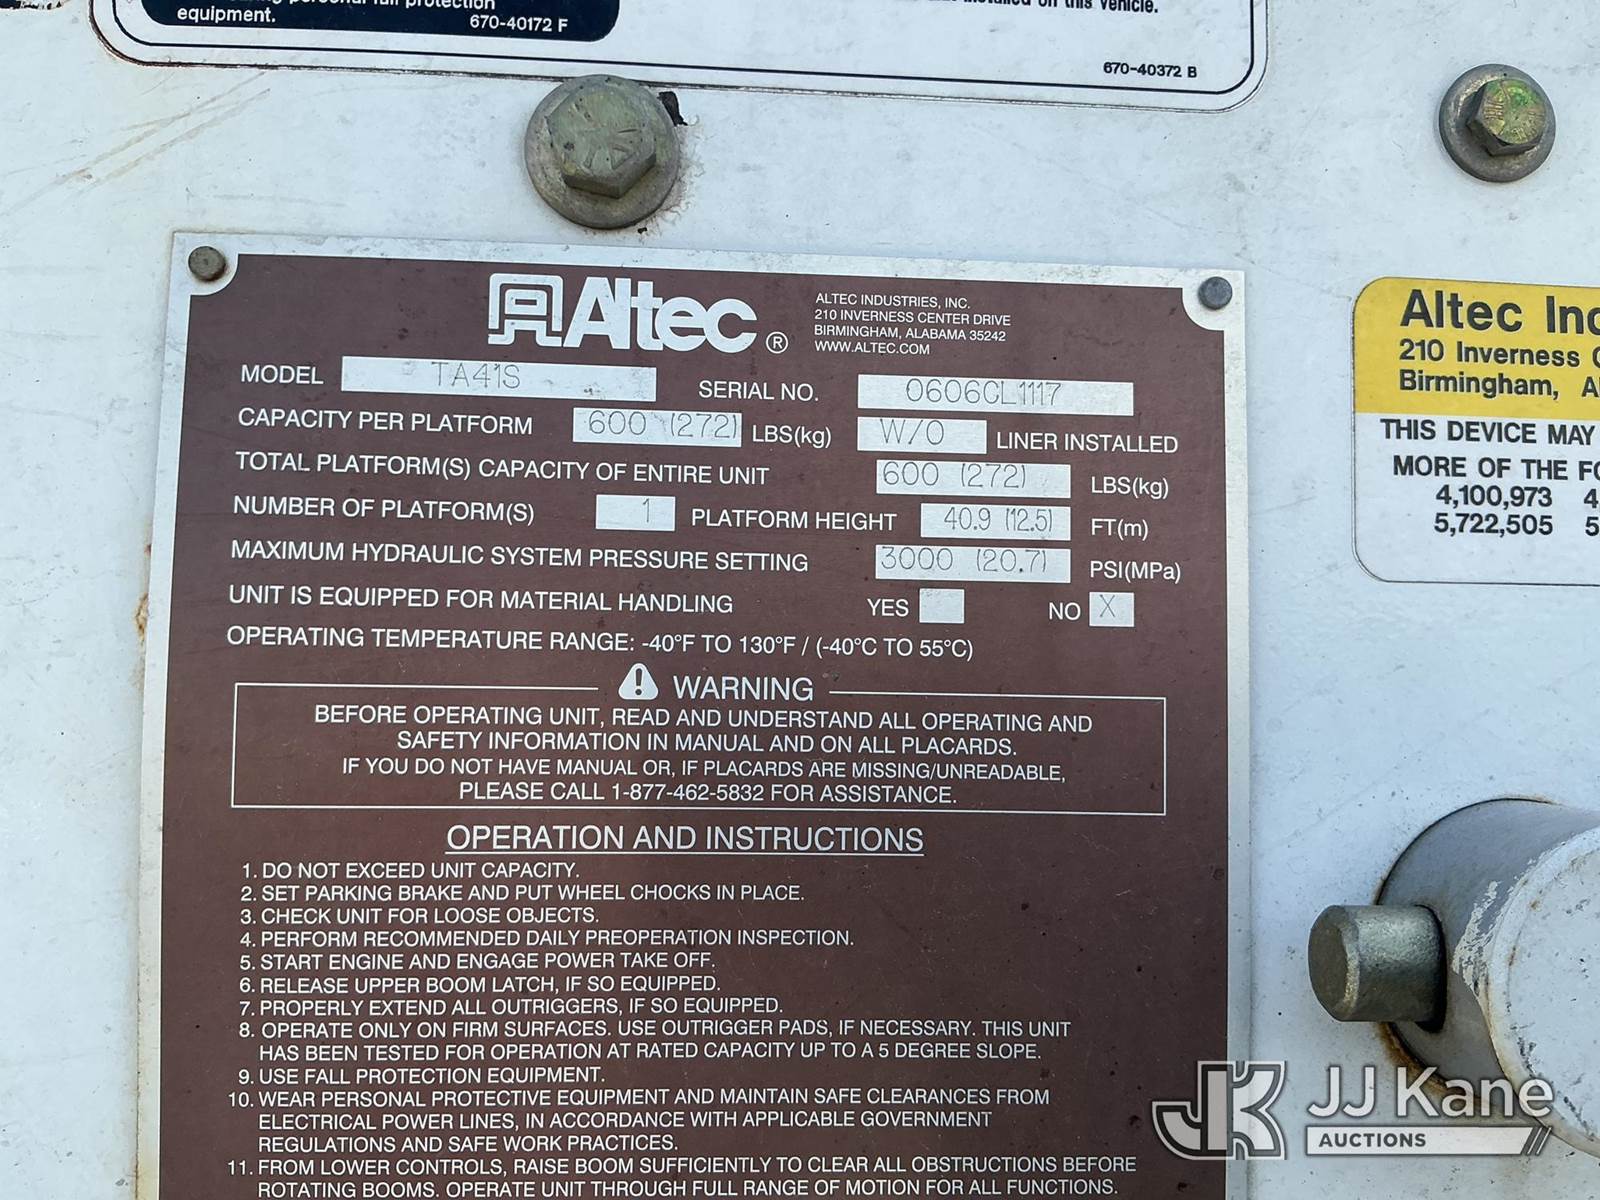 personal fall protection
equipment.
670-40172 F
installed on this vehicle.
670-40372 B
Altec®
ALTEC INDUSTRIES, INC.
210 INVERNESS CENTER DRIVE
BIRMINGHAM, ALABAMA 35242
WWW.ALTEC.COM
MODEL TA41S SERIAL NO. 0606CL1117
CAPACITY PER PLATFORM 600 (272) LBS(kg) W/O LINER INSTALLED
TOTAL PLATFORM(S) CAPACITY OF ENTIRE UNIT 600 (272) LBS(kg)
NUMBER OF PLATFORM(S) 1 PLATFORM HEIGHT 40.9 (12.5) FT(m)
MAXIMUM HYDRAULIC SYSTEM PRESSURE SETTING 3000 (20.7) PSI(MPa)
UNIT IS EQUIPPED FOR MATERIAL HANDLING YES NO X
OPERATING TEMPERATURE RANGE: -40°F TO 130°F / (-40°C TO 55°C)
WARNING
BEFORE OPERATING UNIT, READ AND UNDERSTAND ALL OPERATING AND
SAFETY INFORMATION IN MANUAL AND ON ALL PLACARDS.
IF YOU DO NOT HAVE MANUAL OR, IF PLACARDS ARE MISSING/UNREADABLE,
PLEASE CALL 1-877-462-5832 FOR ASSISTANCE.
OPERATION AND INSTRUCTIONS
1. DO NOT EXCEED UNIT CAPACITY.
2. SET PARKING BRAKE AND PUT WHEEL CHOCKS IN PLACE.
3. CHECK UNIT FOR LOOSE OBJECTS.
4. PERFORM RECOMMENDED DAILY PREOPERATION INSPECTION.
5. START ENGINE AND ENGAGE POWER TAKE OFF.
6. RELEASE UPPER BOOM LATCH, IF SO EQUIPPED.
7. PROPERLY EXTEND ALL OUTRIGGERS, IF SO EQUIPPED.
8. OPERATE ONLY ON FIRM SURFACES. USE OUTRIGGER PADS, IF NECESSARY. THIS UNIT
HAS BEEN TESTED FOR OPERATION AT RATED CAPACITY UP TO A 5 DEGREE SLOPE.
9. USE FALL PROTECTION EQUIPMENT.
10. WEAR PERSONAL PROTECTIVE EQUIPMENT AND MAINTAIN SAFE CLEARANCES FROM
ELECTRICAL POWER LINES, IN ACCORDANCE WITH APPLICABLE GOVERNMENT
REGULATIONS AND SAFE WORK PRACTICES.
11. FROM LOWER CONTROLS, RAISE BOOM SUFFICIENTLY TO CLEAR ALL OBSTRUCTIONS BEFORE
ROTATING BOOMS. OPERATE UNIT THROUGH FULL RANGE OF MOTION FOR ALL FUNCTIONS.
Altec Inc
210 Inverness C
Birmingham, A
THIS DEVICE MAY
MORE OF THE FO
4,100,973 4
5,722,505 5
JK JJ Kane
AUCTIONS